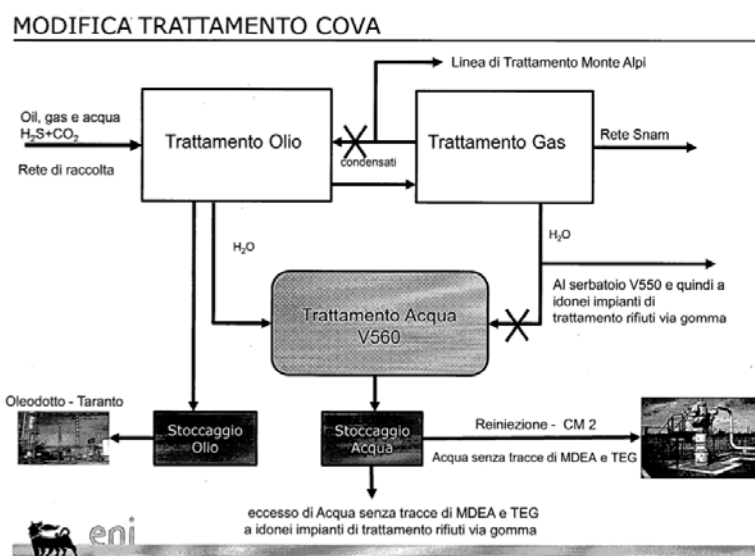 MODIFICA TRATTAMENTO COVA
Linea di Trattamento Monte Alpi
Oil, gas e acqua
H₂S+CO₂
Rete di raccolta
Trattamento Olio
condensati
Trattamento Gas
Rete Snam
H₂O
H₂O
Al serbatoio V550 e quindi a
idonei impianti di
trattamento rifiuti via gomma
Trattamento Acqua
V560
Oleodotto - Taranto
Stoccaggio
Olio
Stoccaggio
Acqua
Reiniezione - CM 2
Acqua senza tracce di MDEA e TEG
eccesso di Acqua senza tracce di MDEA e TEG
a idonei impianti di trattamento rifiuti via gomma
eni